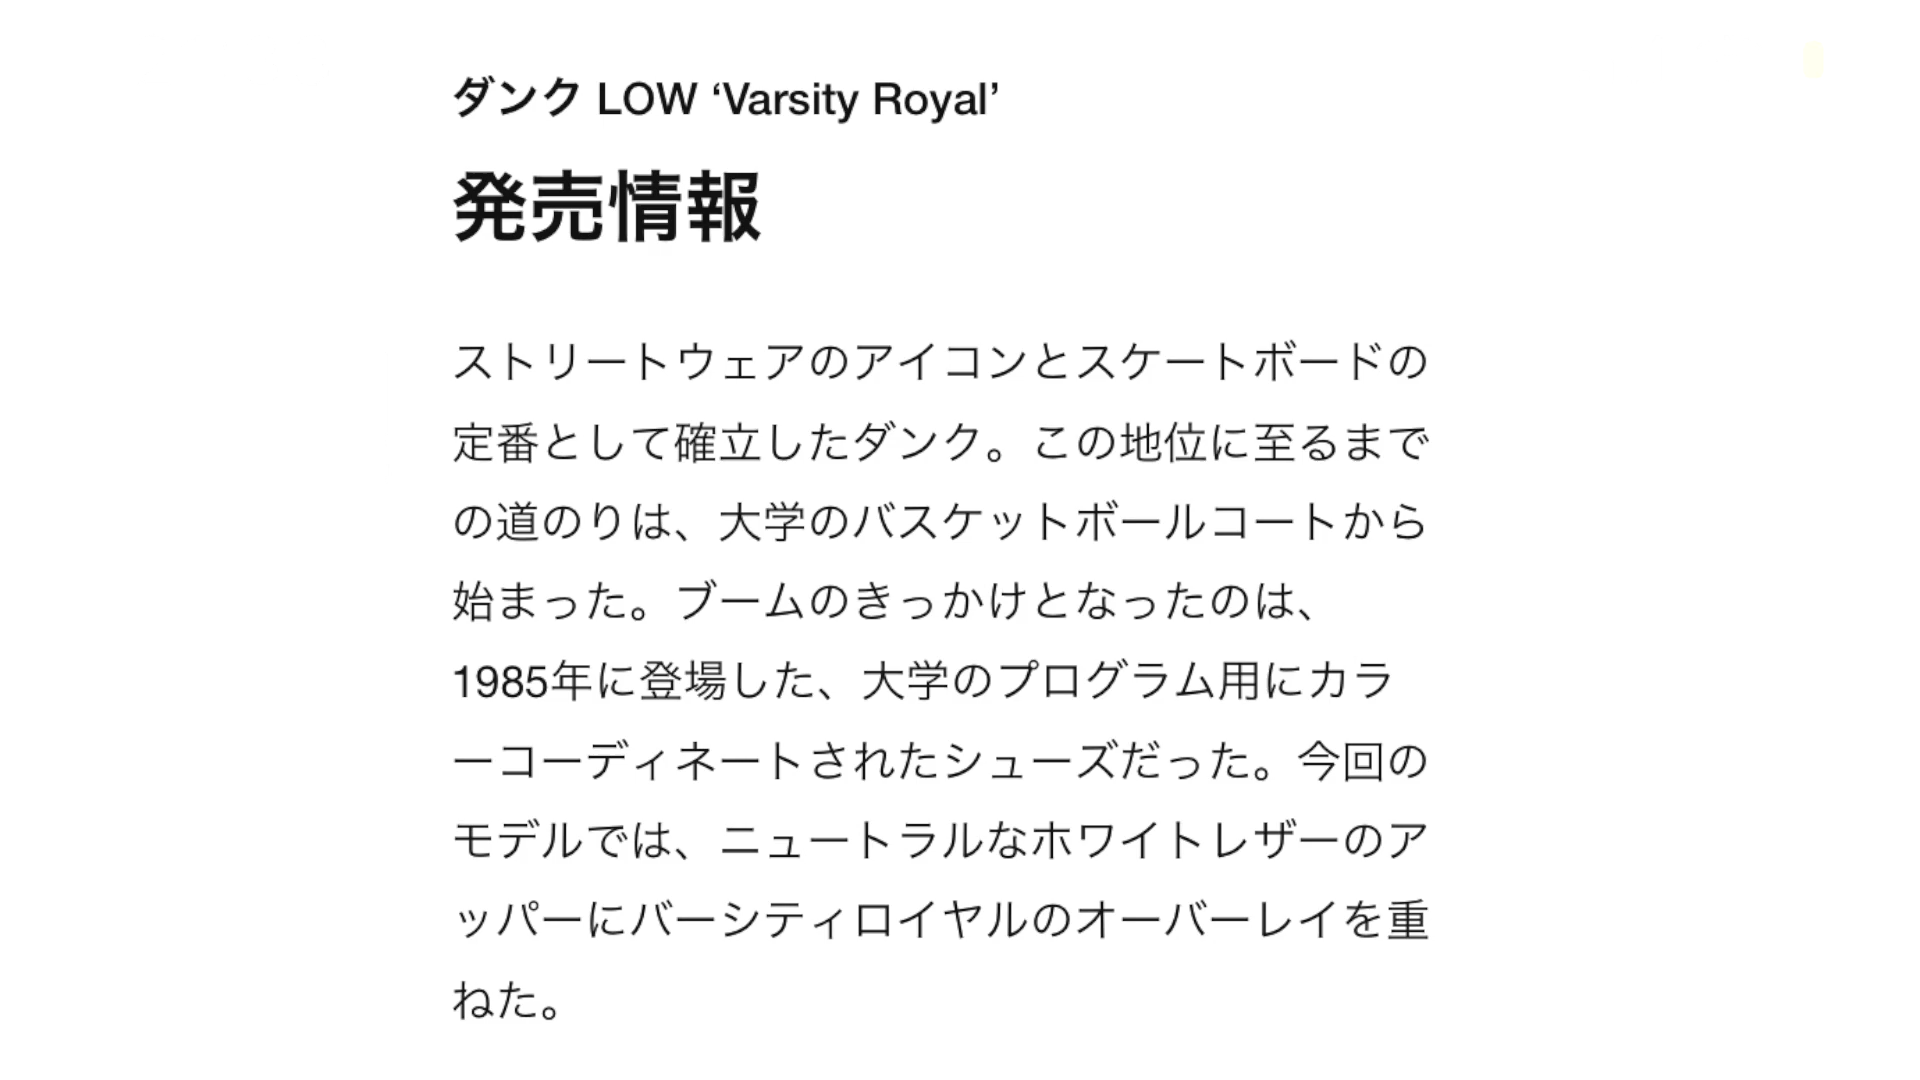 ダンク LOW ‘Varsity Royal’
発売情報
ストリートウェアのアイコンとスケートボードの
定番として確立したダンク。この地位に至るまで
の道のりは、大学のバスケットボールコートから
始まった。ブームのきっかけとなったのは、
1985年に登場した、大学のプログラム用にカラ
ーコーディネートされたシューズだった。今回の
モデルでは、ニュートラルなホワイトレザーのア
ッパーにバーシティロイヤルのオーバーレイを重
ねた。